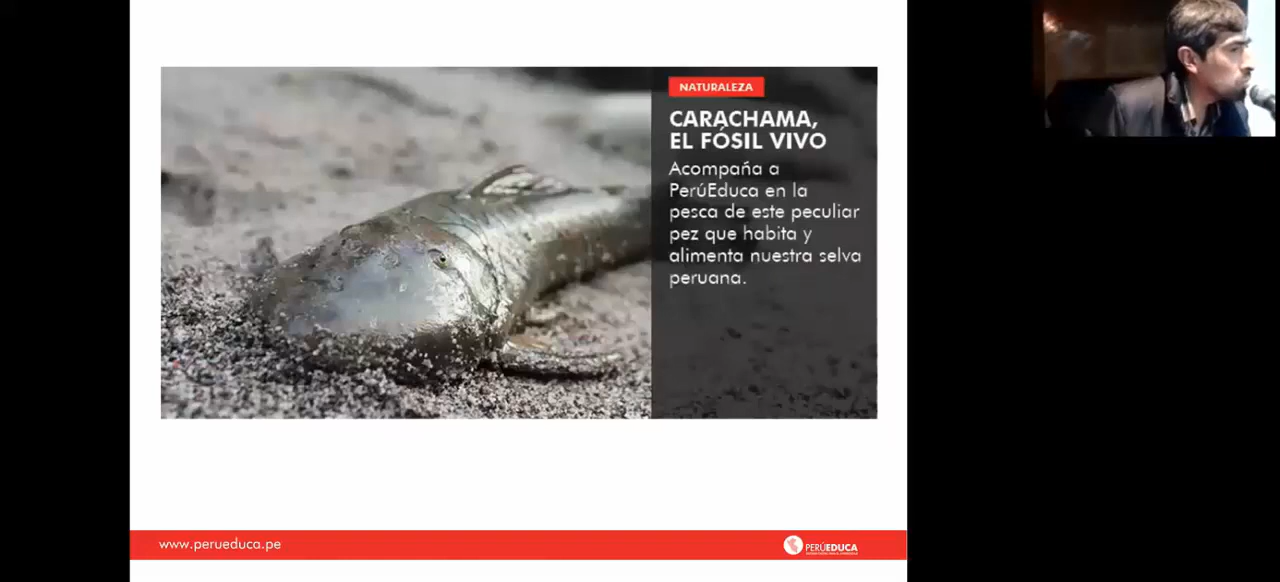 NATURALEZA
CARACHAMA,
EL FÓSIL VIVO
Acompaña a
PerúEduca en la
pesca de este peculiar
pez que habita y
alimenta nuestra selva
peruana.
www.perueduca.pe
PERÚEDUCA